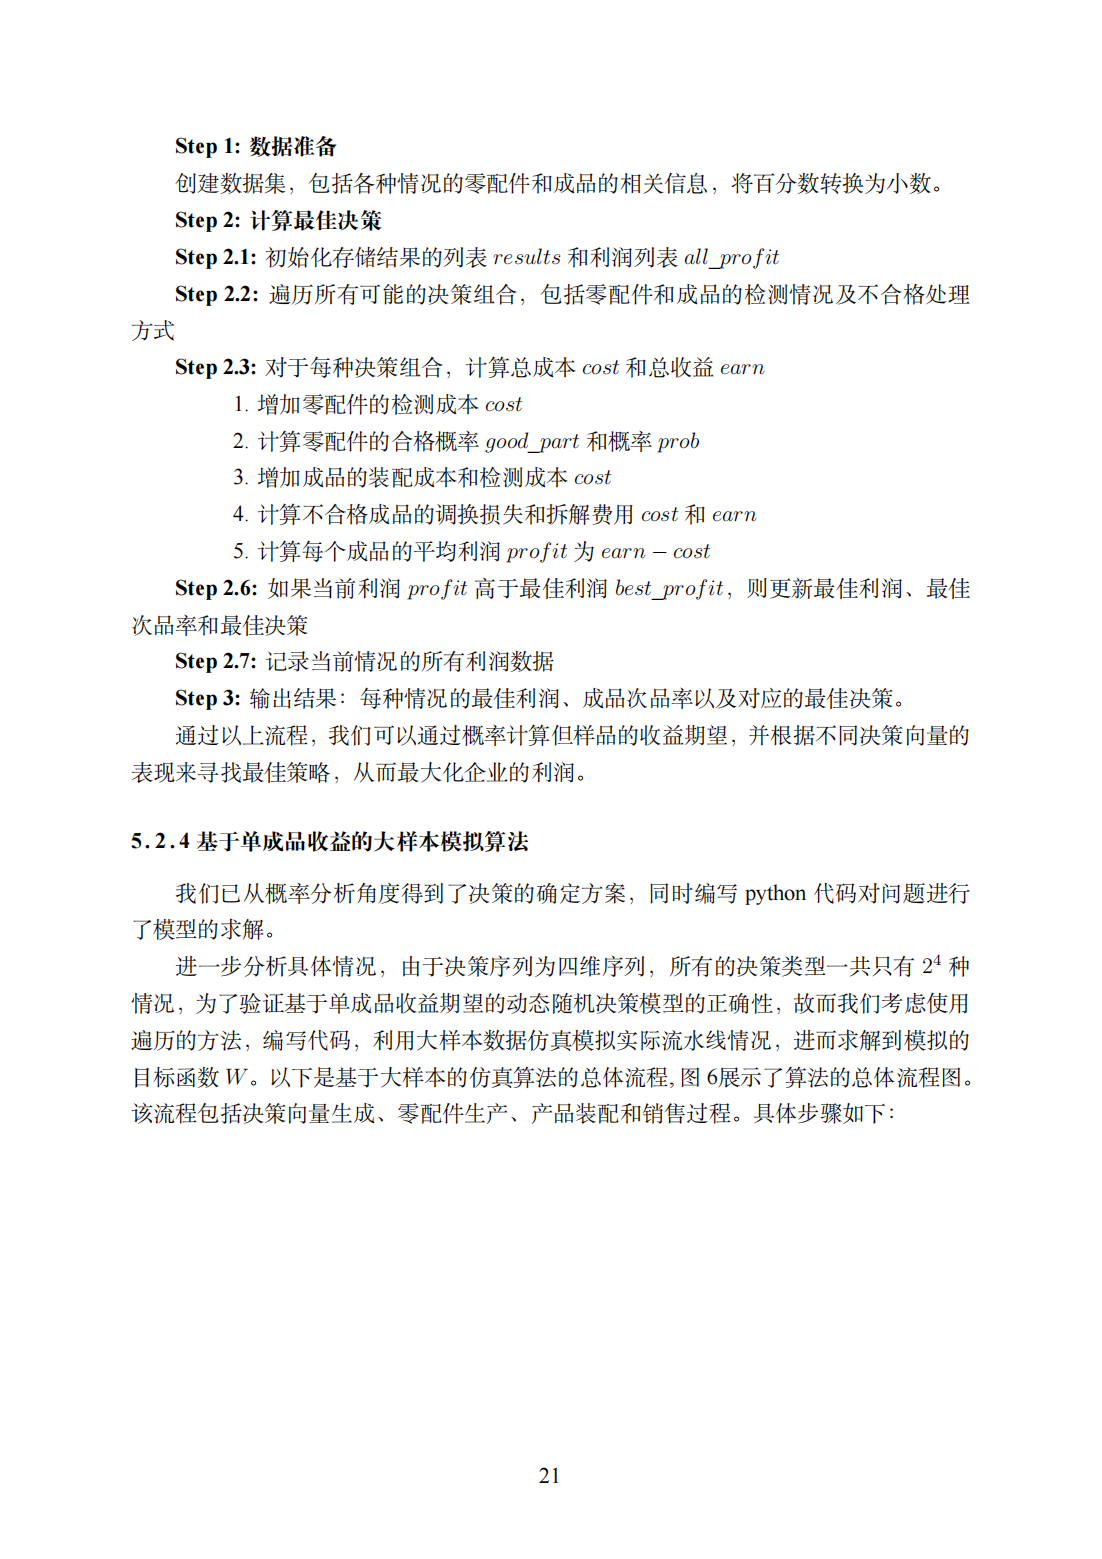 Step 1: 数据准备
创建数据集，包括各种情况的零配件和成品的相关信息，将百分数转换为小数。
Step 2: 计算最佳决策
Step 2.1: 初始化存储结果的列表 results 和利润列表 all_profit
Step 2.2: 遍历所有可能的决策组合，包括零配件和成品的检测情况及不合格处理
方式
Step 2.3: 对于每种决策组合，计算总成本 cost 和总收益 earn
1. 增加零配件的检测成本 cost
2. 计算零配件的合格概率 good_part 和概率 prob
3. 增加成品的装配成本和检测成本 cost
4. 计算不合格成品的调换损失和拆解费用 cost 和 earn
5. 计算每个成品的平均利润 profit 为 earn − cost
Step 2.6: 如果当前利润 profit 高于最佳利润 best_profit，则更新最佳利润、最佳
次品率和最佳决策
Step 2.7: 记录当前情况的所有利润数据
Step 3: 输出结果：每种情况的最佳利润、成品次品率以及对应的最佳决策。
通过以上流程，我们可以通过概率计算但样品的收益期望，并根据不同决策向量的
表现来寻找最佳策略，从而最大化企业的利润。
5.2.4 基于单成品收益的大样本模拟算法
我们已从概率分析角度得到了决策的确定方案，同时编写 python 代码对问题进行
了模型的求解。
进一步分析具体情况，由于决策序列为四维序列，所有的决策类型一共只有 2⁴ 种
情况，为了验证基于单成品收益期望的动态随机决策模型的正确性，故而我们考虑使用
遍历的方法，编写代码，利用大样本数据仿真模拟实际流水线情况，进而求解到模拟的
目标函数 W。以下是基于大样本的仿真算法的总体流程, 图 6展示了算法的总体流程图。
该流程包括决策向量生成、零配件生产、产品装配和销售过程。具体步骤如下：
21